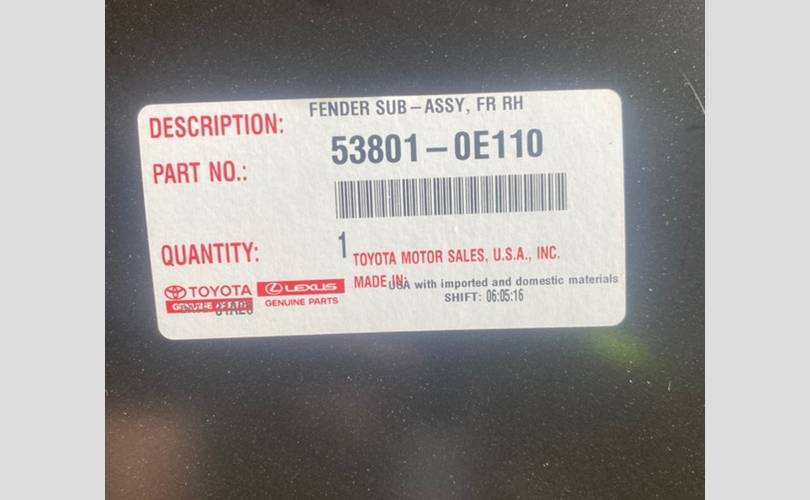 DESCRIPTION: FENDER SUB-ASSY, FR RH
PART NO.: 53801-0E110
QUANTITY: 1
TOYOTA MOTOR SALES, U.S.A., INC.
MADE IN: USA with imported and domestic materials
SHIFT: 06:05:16
TOYOTA
LEXUS
GENUINE PARTS